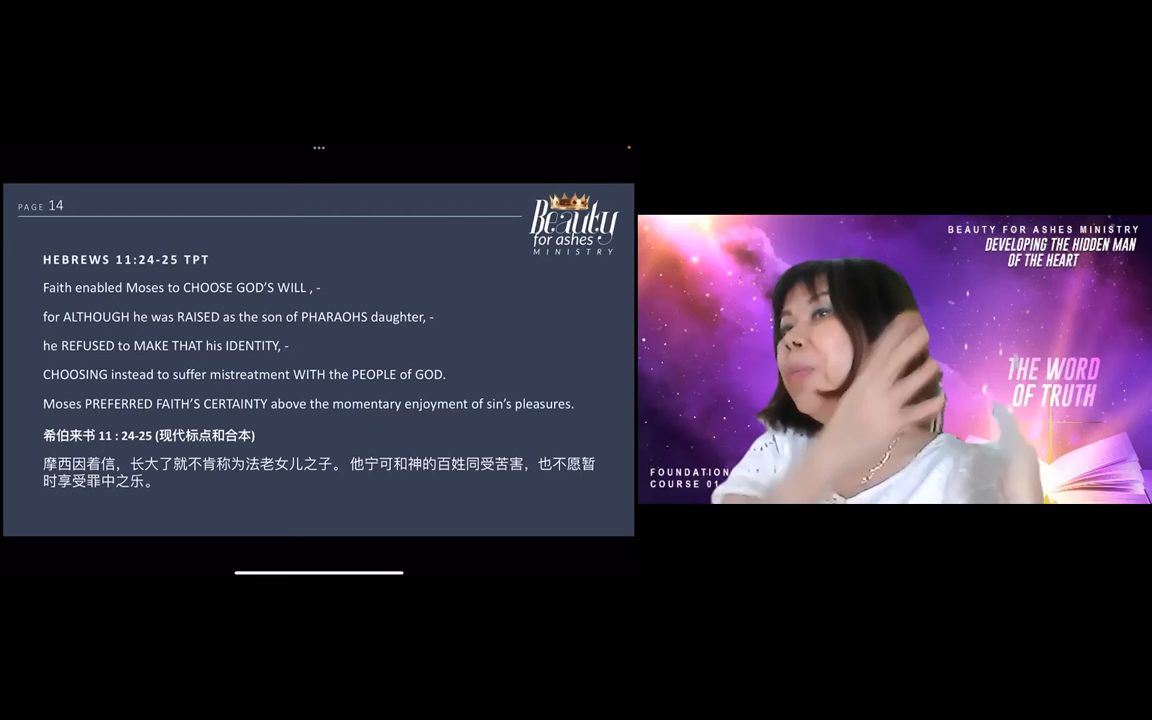 PAGE 14
Beauty
for ashes
MINISTRY
HEBREWS 11:24-25 TPT
Faith enabled Moses to CHOOSE GOD’S WILL , -
for ALTHOUGH he was RAISED as the son of PHARAOHS daughter, -
he REFUSED to MAKE THAT his IDENTITY, -
CHOOSING instead to suffer mistreatment WITH the PEOPLE of GOD.
Moses PREFERRED FAITH’S CERTAINTY above the momentary enjoyment of sin’s pleasures.
希伯来书 11 : 24-25 (现代标点和合本)
摩西因着信，长大了就不肯称为法老女儿之子。 他宁可和神的百姓同受苦害，也不愿暂
时享受罪中之乐。
BEAUTY FOR ASHES MINISTRY
DEVELOPING THE HIDDEN MAN
OF THE HEART
THE WORD
OF TRUTH
FOUNDATION
COURSE 01